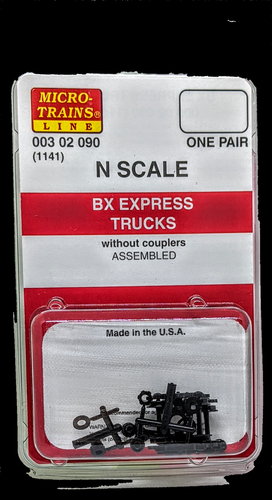 MICRO-
TRAINS®
LINE
003 02 090
ONE PAIR
(1141)
N SCALE
BX EXPRESS
TRUCKS
without couplers
ASSEMBLED
Made in the U.S.A.